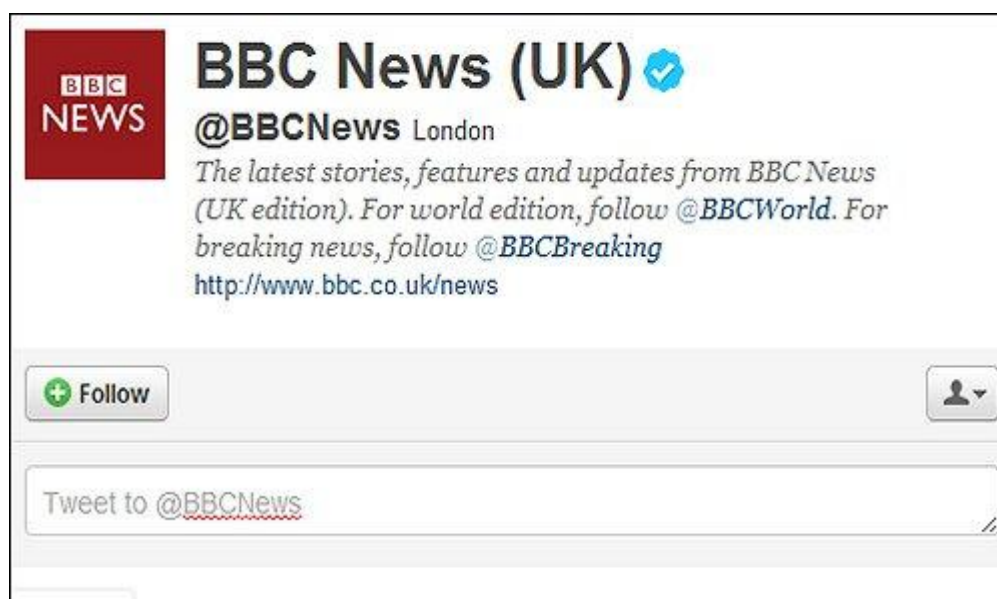 BBC
NEWS
BBC News (UK)
@BBCNews London
The latest stories, features and updates from BBC News
(UK edition). For world edition, follow @BBCWorld. For
breaking news, follow @BBCBreaking
http://www.bbc.co.uk/news
Follow
Tweet to @BBCNews